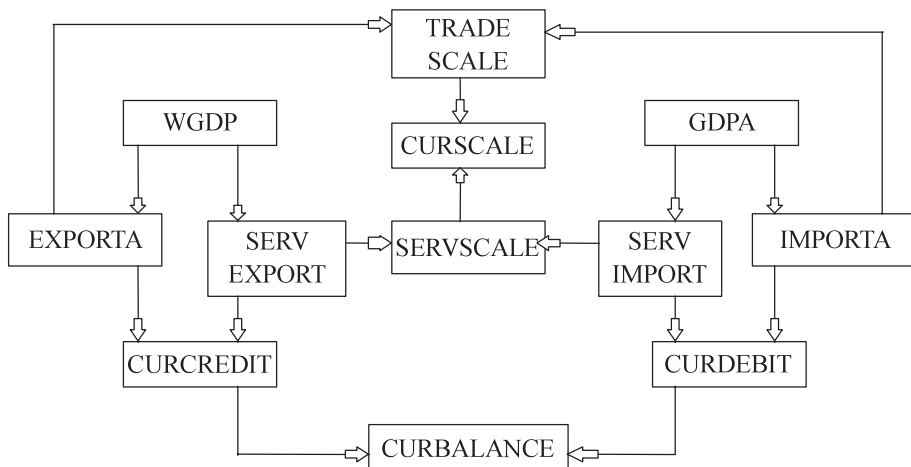 TRADE
SCALE
WGDP
GDPA
CURSCALE
EXPORTA
SERV
EXPORT
SERVSCALE
SERV
IMPORT
IMPORTA
CURCREDIT
CURDEBIT
CURBALANCE